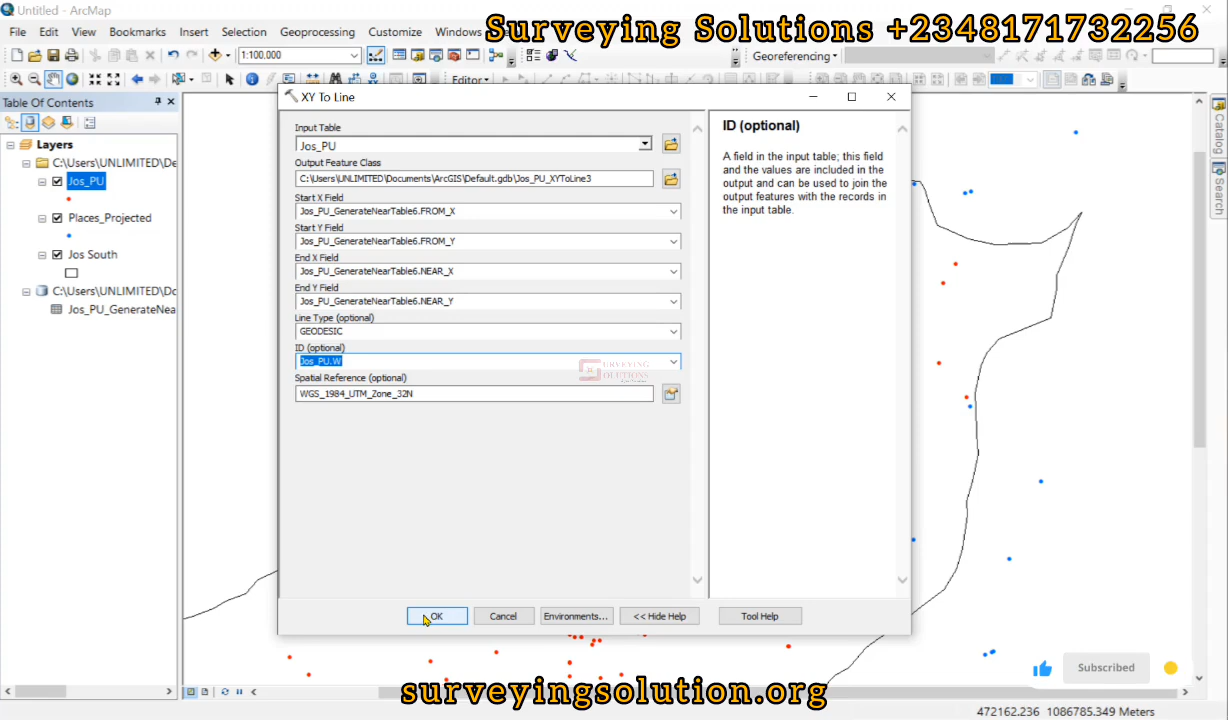 Untitled - ArcMap
Surveying Solutions +2348171732256
File Edit View Bookmarks Insert Selection Geoprocessing Customize Windows
1:100,000
Georeferencing
Editor
Table Of Contents
Layers
C:\Users\UNLIMITED\De
Jos_PU
Places_Projected
Jos South
C:\Users\UNLIMITED\Do
Jos_PU_GenerateNea
XY To Line
Input Table
Jos_PU
Output Feature Class
C:\Users\UNLIMITED\Documents\ArcGIS\Default.gdb\Jos_PU_XYToLine3
Start X Field
Jos_PU_GenerateNearTable6.FROM_X
Start Y Field
Jos_PU_GenerateNearTable6.FROM_Y
End X Field
Jos_PU_GenerateNearTable6.NEAR_X
End Y Field
Jos_PU_GenerateNearTable6.NEAR_Y
Line Type (optional)
GEODESIC
ID (optional)
Jos_PU.W
SURVEYING
SOLUTIONS
Spatial Reference (optional)
WGS_1984_UTM_Zone_32N
OK
Cancel
Environments...
<< Hide Help
Tool Help
ID (optional)
A field in the input table; this field
and the values are included in the
output and can be used to join the
output features with the records in
the input table.
Catalog
Search
Subscribed
surveyingsolution.org
472162.236 1086785.349 Meters